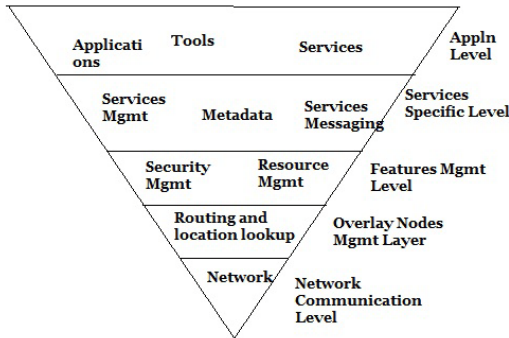 Applicati
ons
Tools
Services
Appln
Level
Services
Mgmt
Metadata
Services
Messaging
Services
Specific Level
Security
Mgmt
Resource
Mgmt
Features Mgmt
Level
Routing and
location lookup
Overlay Nodes
Mgmt Layer
Network
Network
Communication
Level